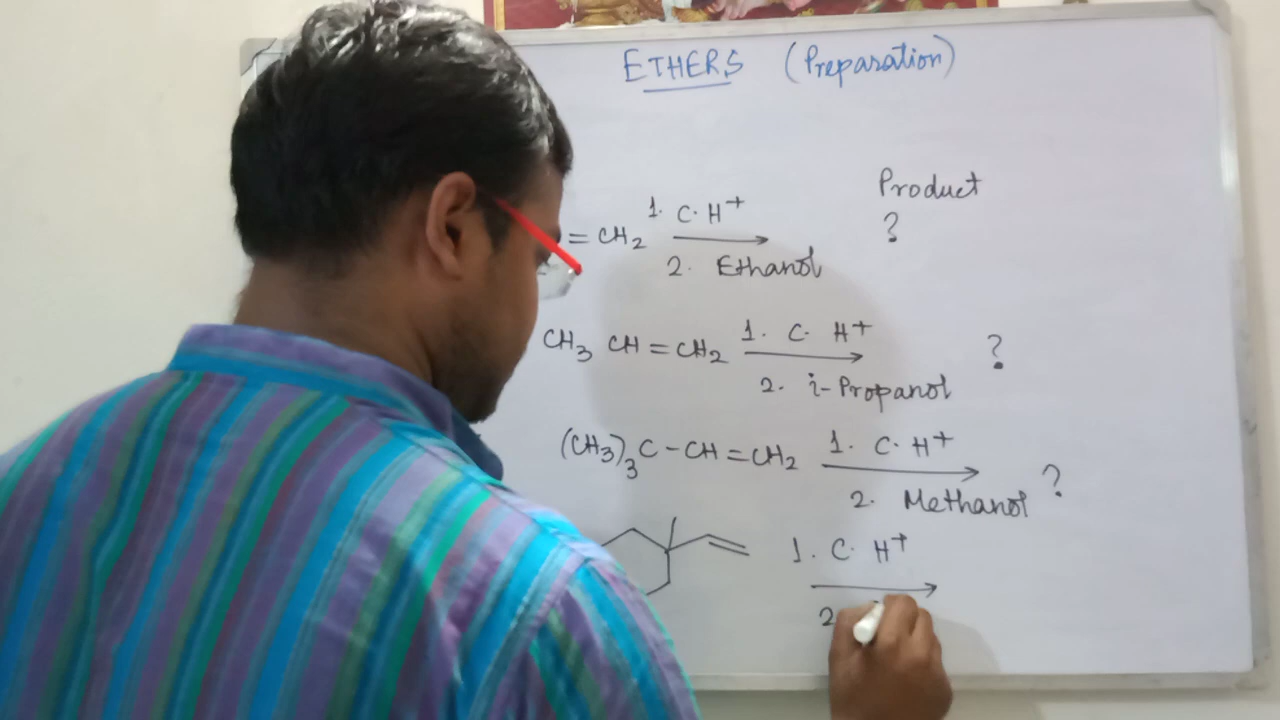 ETHERS (Preparation)
Product
= CH2 1. C. H+ ?
2. Ethanol
CH3 CH = CH2 1. C. H+ ?
2. i-Propanol
(CH3)3C - CH = CH2 1. C. H+ ?
2. Methanol
1. C. H+
2